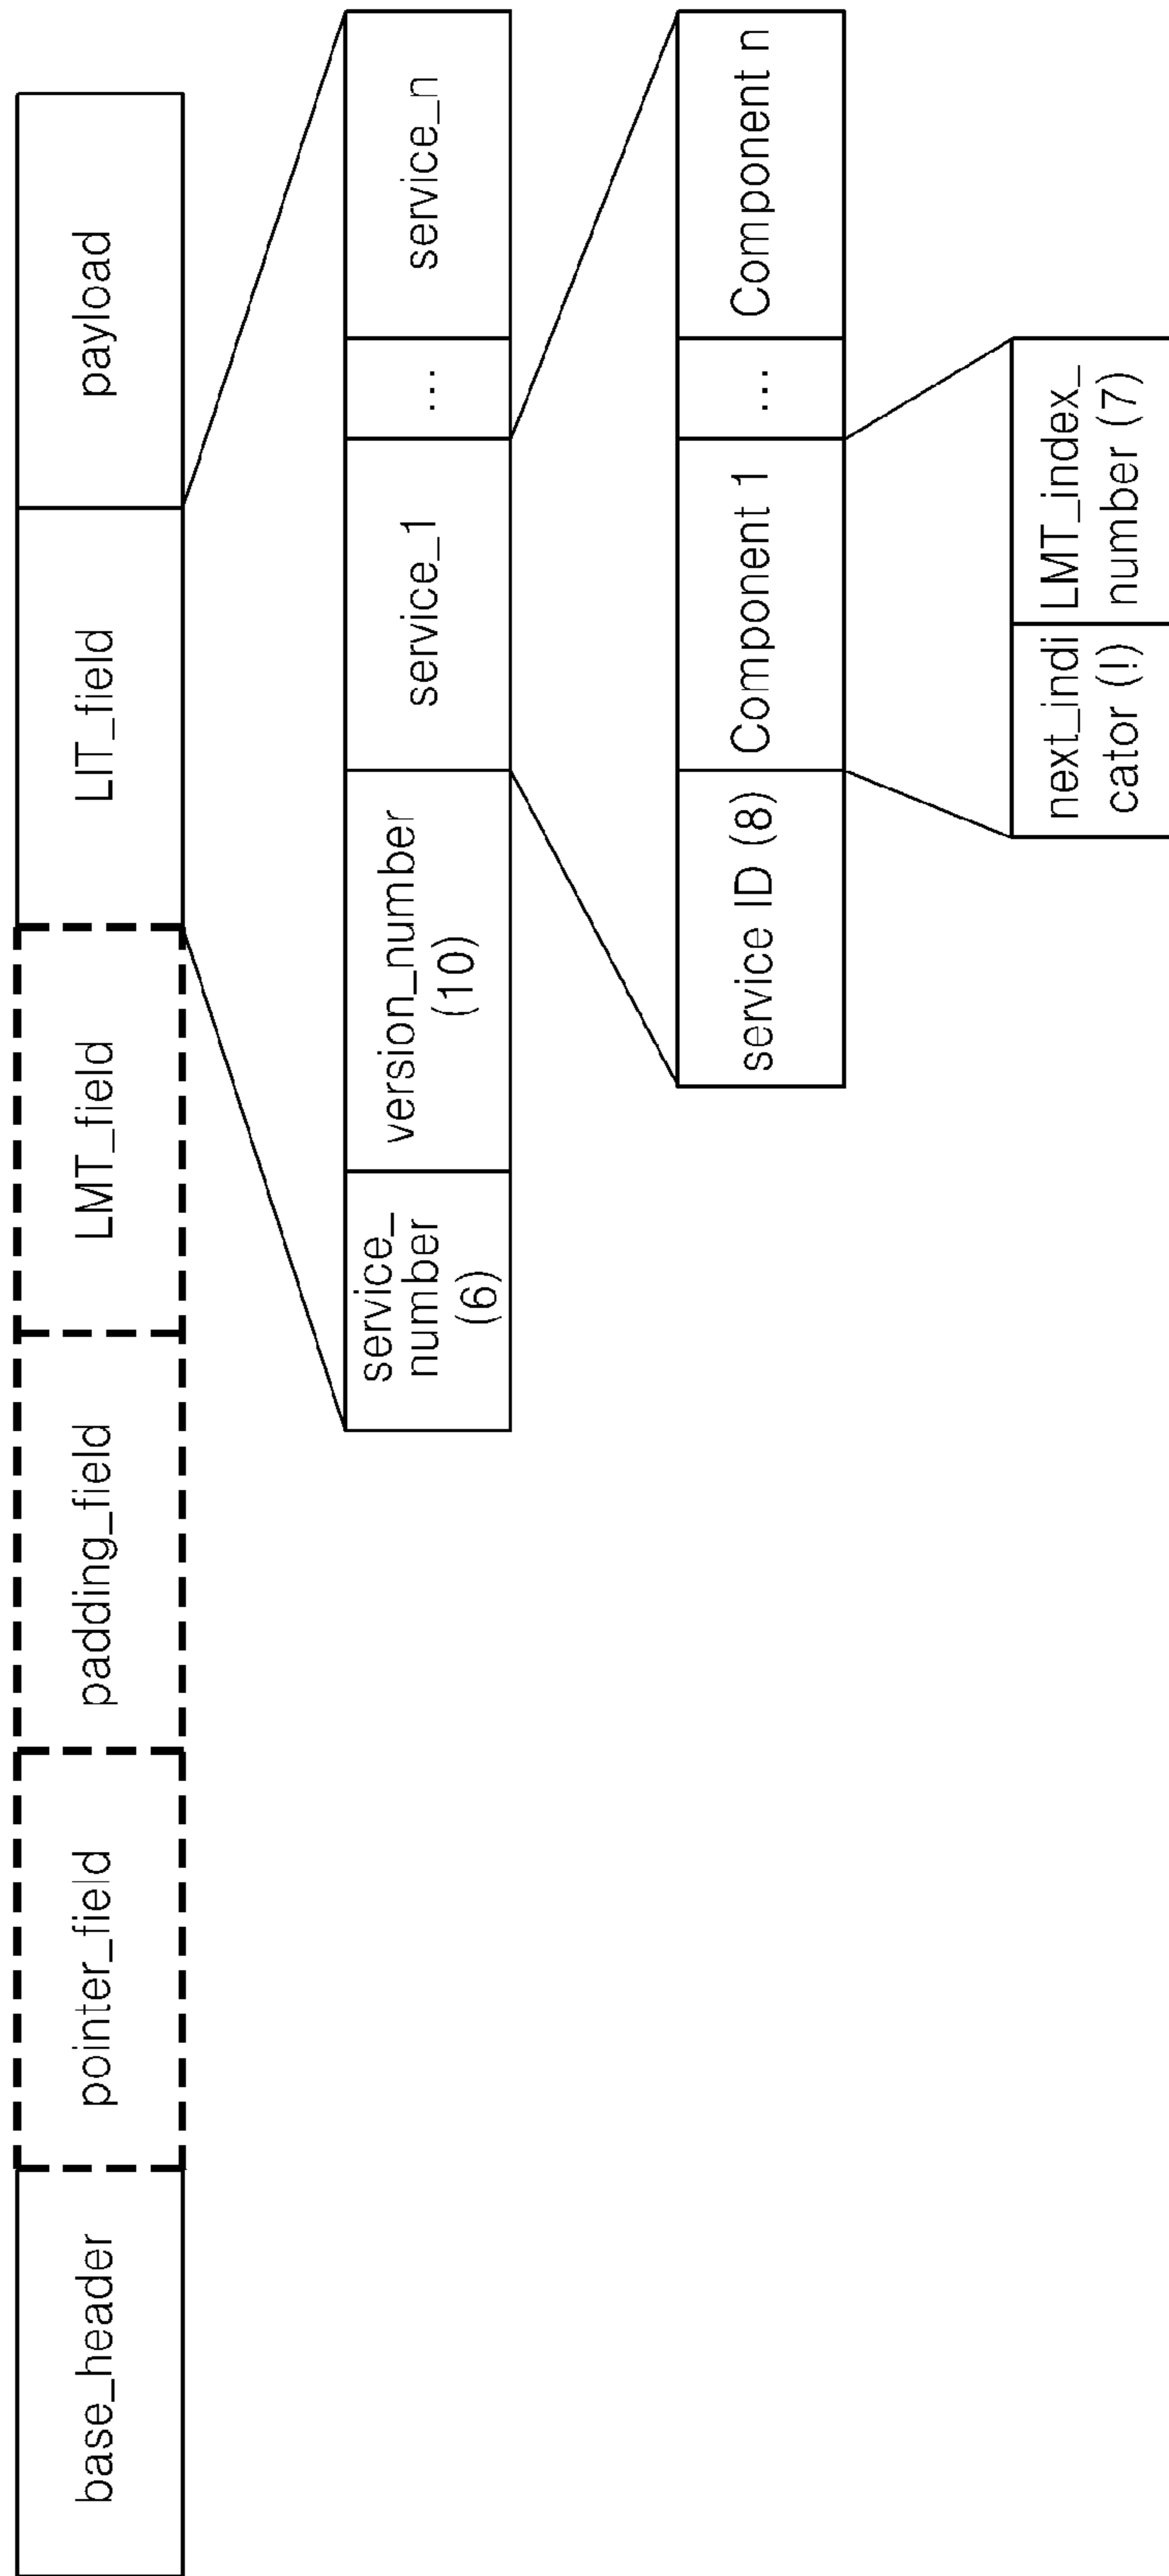 base_header
pointer_field
padding_field
LMT_field
LIT_field
payload
service_
number
(6)
version_number
(10)
service_1
...
service_n
service ID (8)
Component 1
...
Component n
next_indi
cator (!)
LMT_index_
number (7)